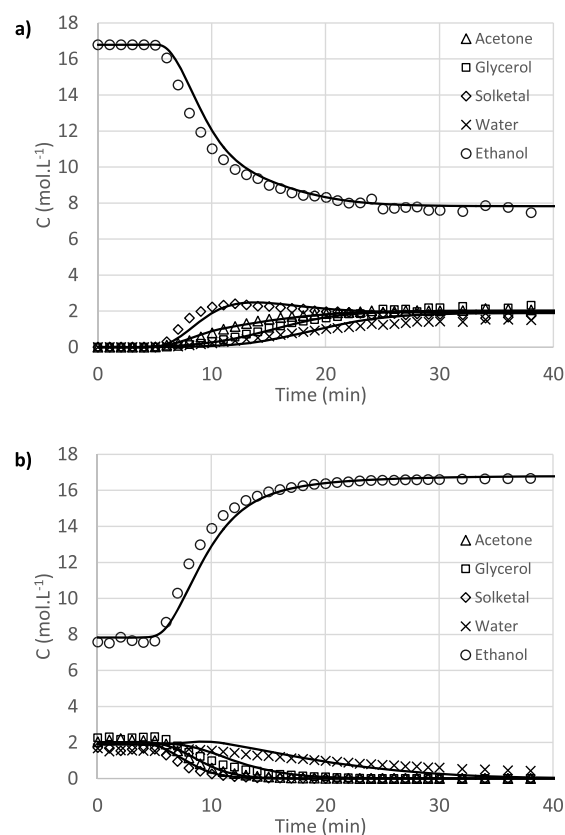 a)
18
16
14
12
10
8
6
4
2
0
C (mol.L-1)
Acetone
Glycerol
Solketal
Water
Ethanol
0 10 20 30 40
Time (min)
b)
18
16
14
12
10
8
6
4
2
0
C (mol.L-1)
Acetone
Glycerol
Solketal
Water
Ethanol
0 10 20 30 40
Time (min)